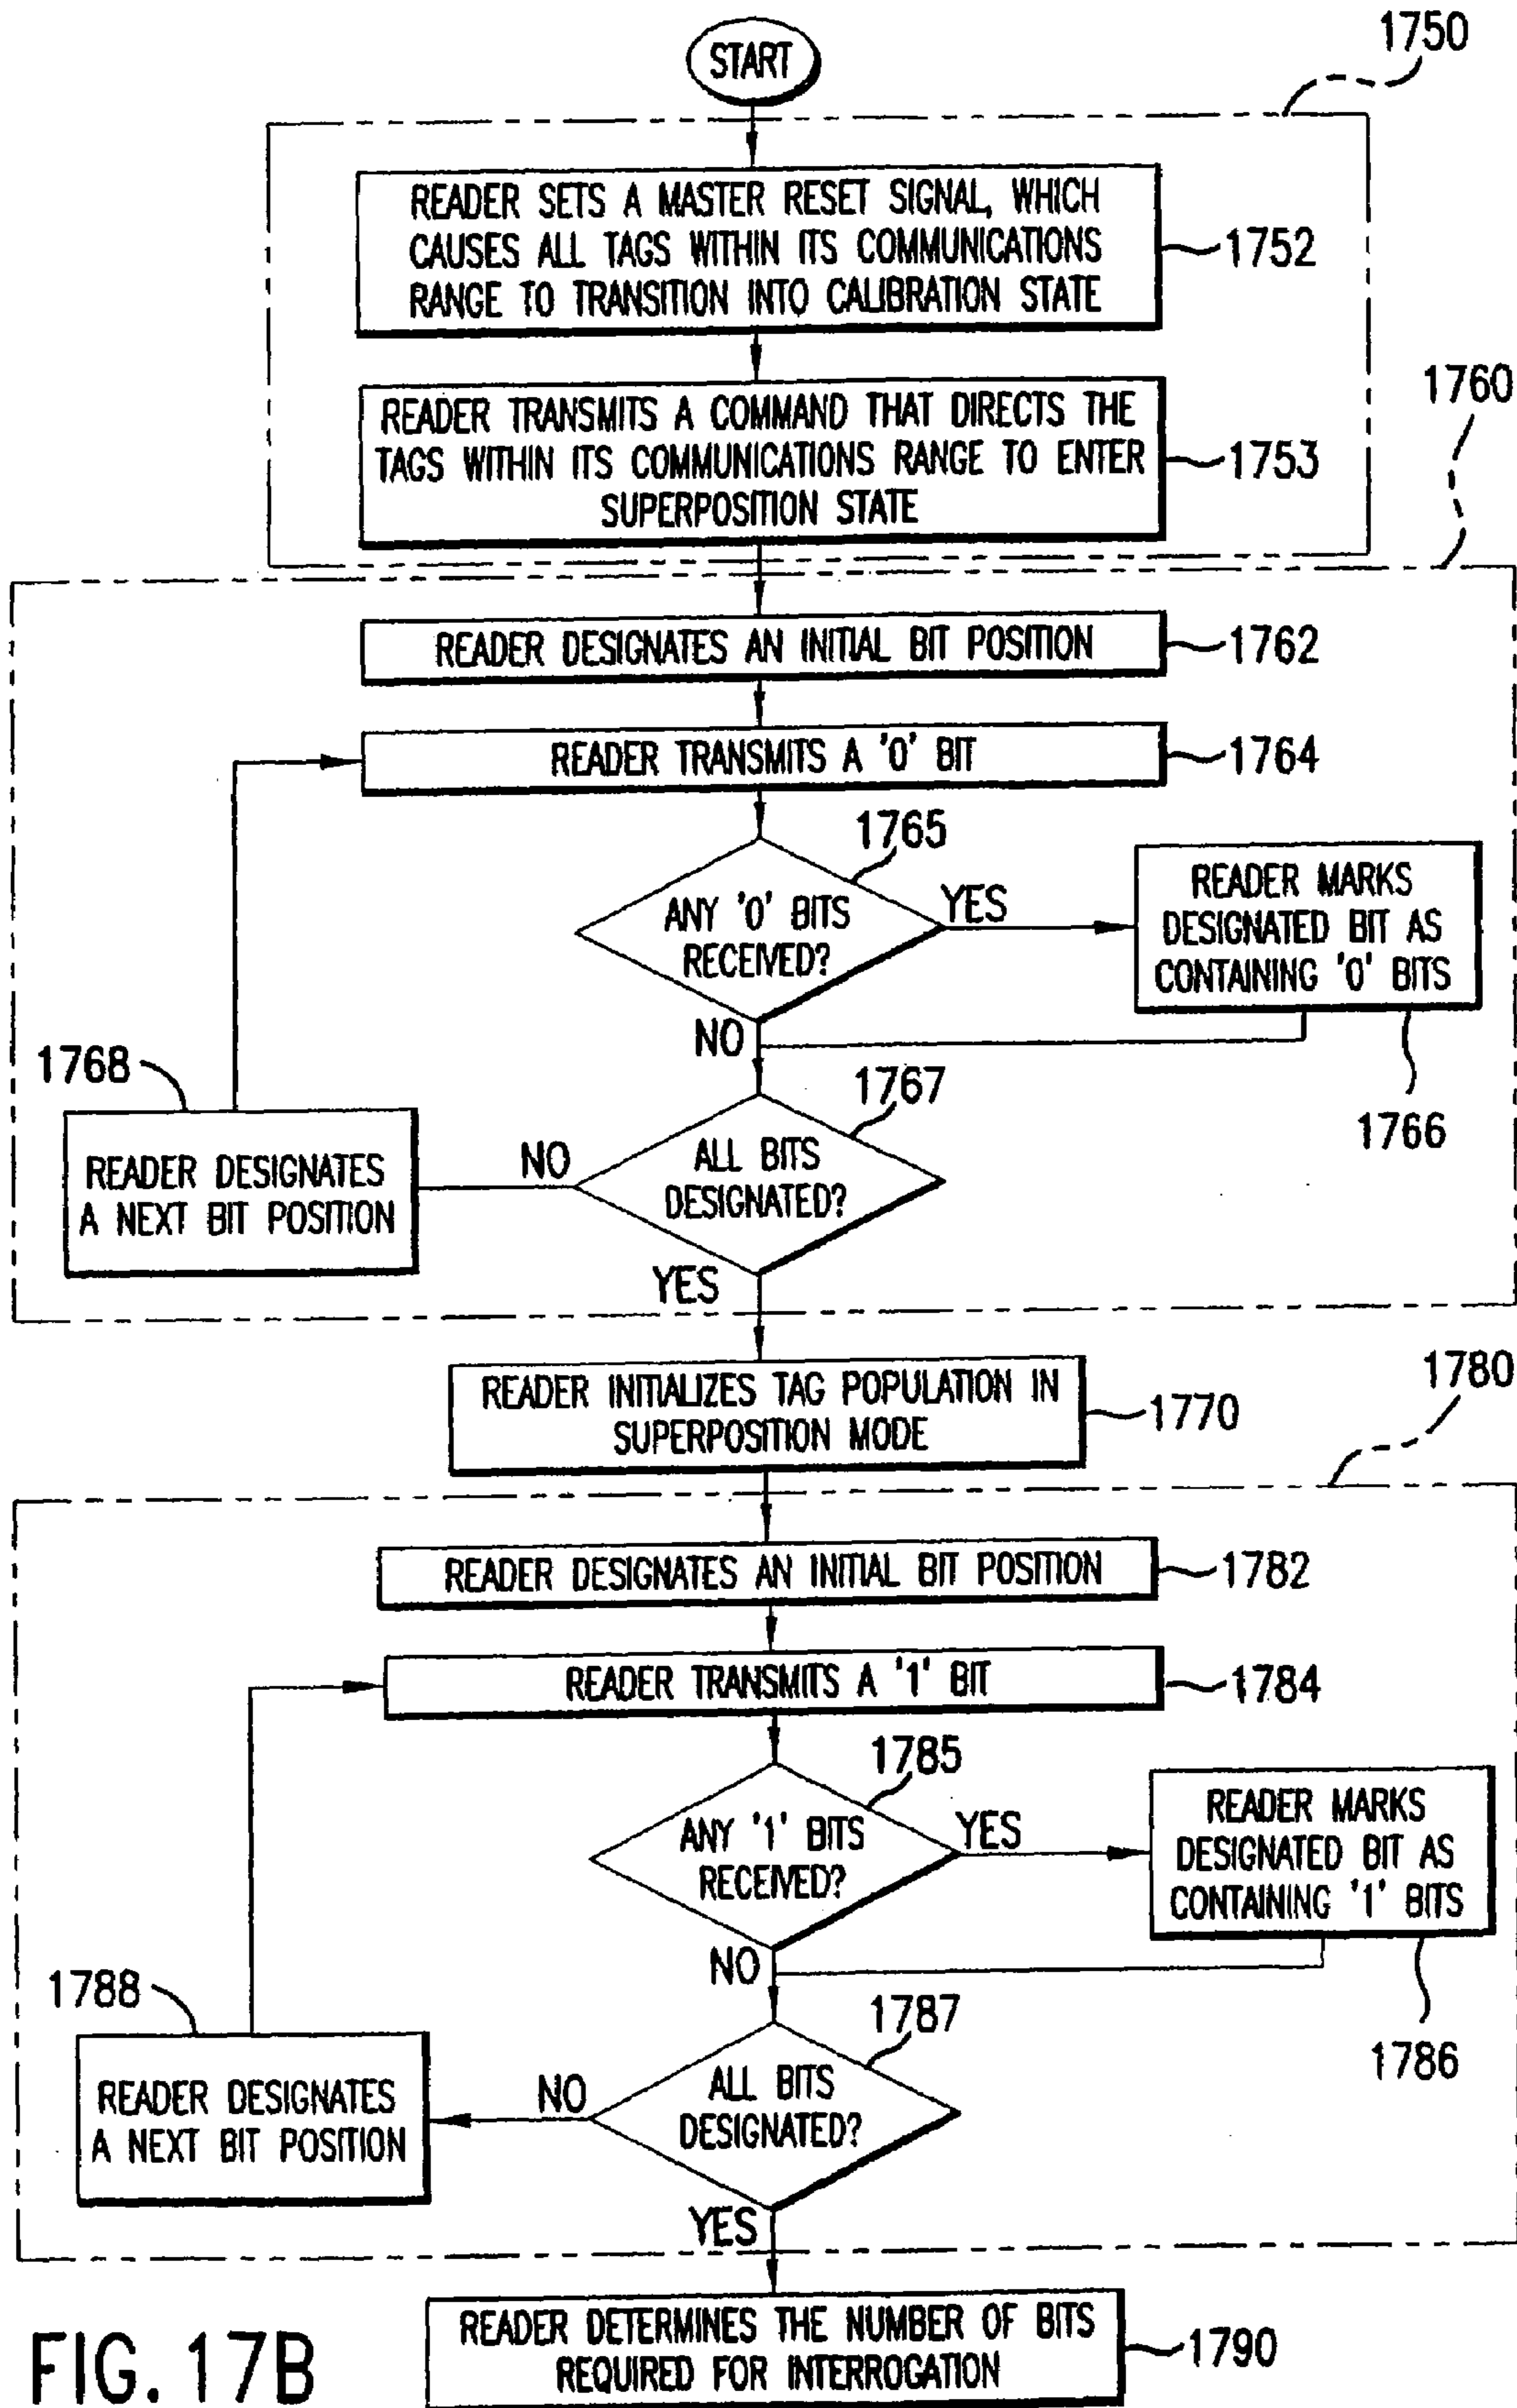 1750
START
READER SETS A MASTER RESET SIGNAL, WHICH
CAUSES ALL TAGS WITHIN ITS COMMUNICATIONS
RANGE TO TRANSITION INTO CALIBRATION STATE
1752
1760
READER TRANSMITS A COMMAND THAT DIRECTS THE
TAGS WITHIN ITS COMMUNICATIONS RANGE TO ENTER
SUPERPOSITION STATE
1753
READER DESIGNATES AN INITIAL BIT POSITION
1762
READER TRANSMITS A '0' BIT
1764
1765
ANY '0' BITS
RECEIVED?
YES
READER MARKS
DESIGNATED BIT AS
CONTAINING '0' BITS
NO
1766
1768
1767
READER DESIGNATES
A NEXT BIT POSITION
NO
ALL BITS
DESIGNATED?
YES
READER INITIALIZES TAG POPULATION IN
SUPERPOSITION MODE
1770
1780
READER DESIGNATES AN INITIAL BIT POSITION
1782
READER TRANSMITS A '1' BIT
1784
1785
ANY '1' BITS
RECEIVED?
YES
READER MARKS
DESIGNATED BIT AS
CONTAINING '1' BITS
NO
1786
1788
1787
READER DESIGNATES
A NEXT BIT POSITION
NO
ALL BITS
DESIGNATED?
YES
READER DETERMINES THE NUMBER OF BITS
REQUIRED FOR INTERROGATION
1790
FIG. 17B